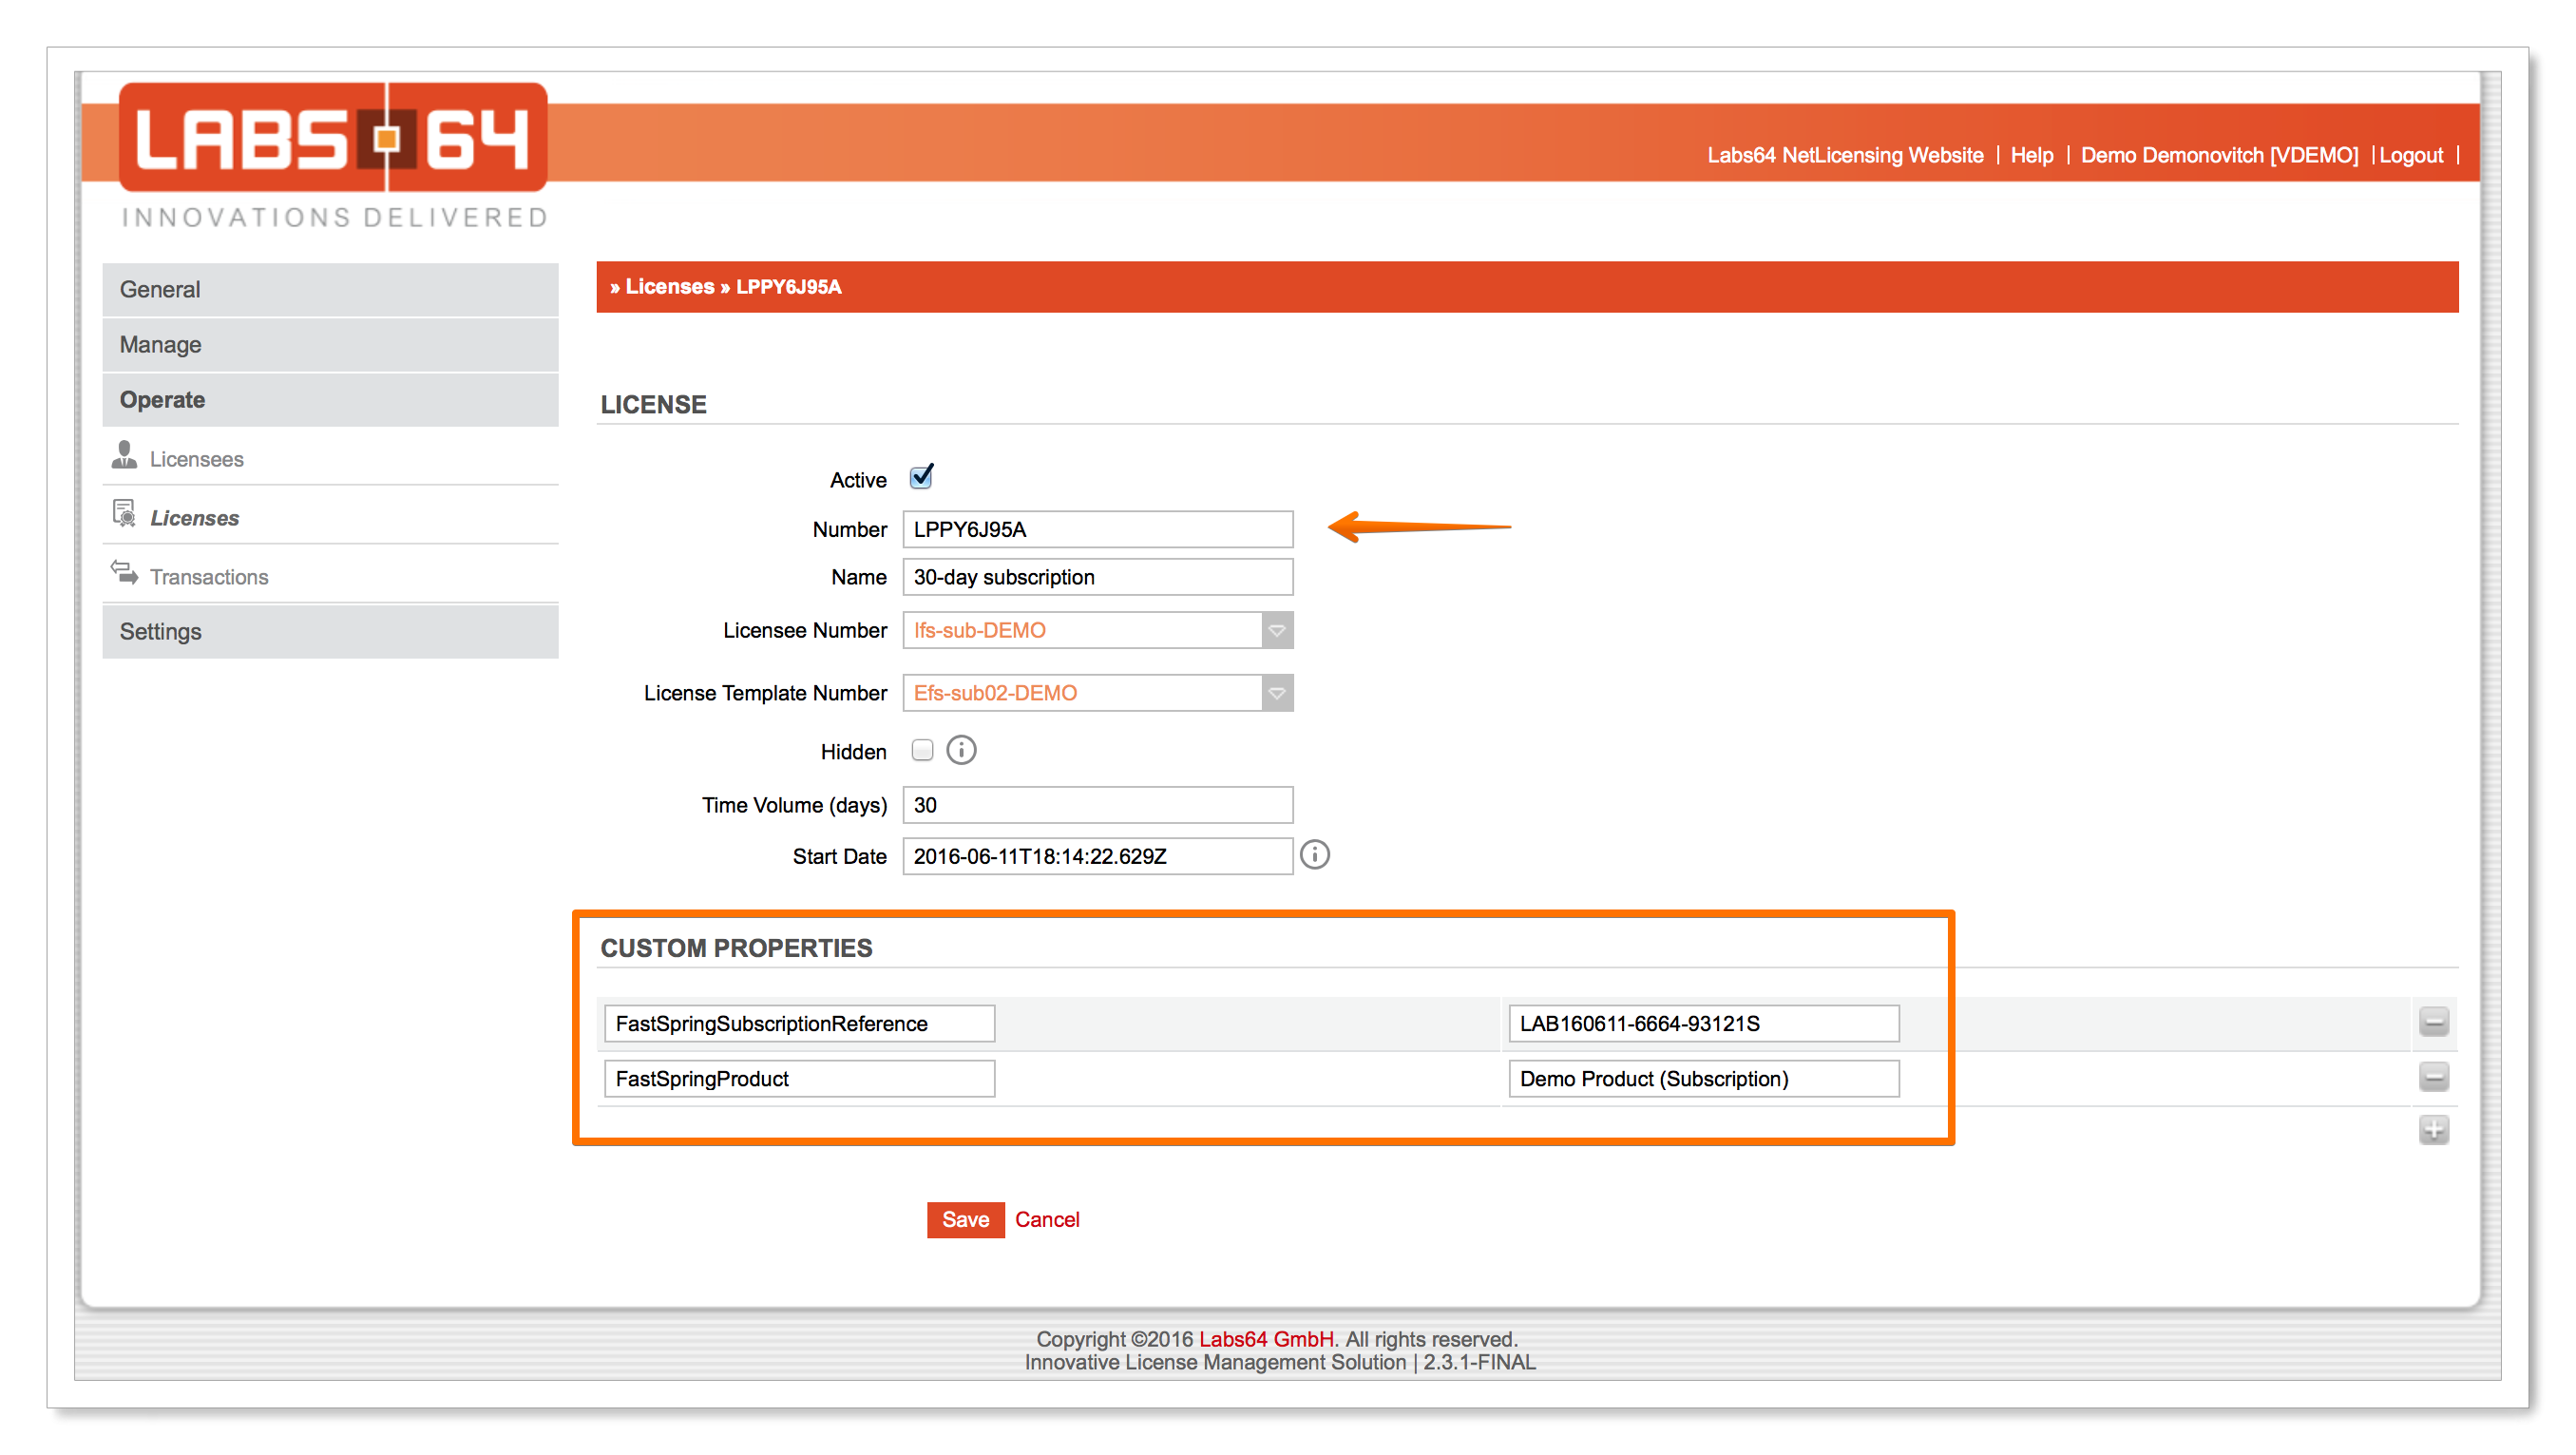 LABS 64
INNOVATIONS DELIVERED
Labs64 NetLicensing Website | Help | Demo Demonovitch [VDEMO] | Logout |
General
Manage
Operate
Licensees
Licenses
Transactions
Settings
» Licenses » LPPY6J95A
LICENSE
Active
Number LPPY6J95A
Name 30-day subscription
Licensee Number Ifs-sub-DEMO
License Template Number Efs-sub02-DEMO
Hidden
Time Volume (days) 30
Start Date 2016-06-11T18:14:22.629Z
CUSTOM PROPERTIES
FastSpringSubscriptionReference LAB160611-6664-93121S
FastSpringProduct Demo Product (Subscription)
Save Cancel
Copyright ©2016 Labs64 GmbH. All rights reserved.
Innovative License Management Solution | 2.3.1-FINAL